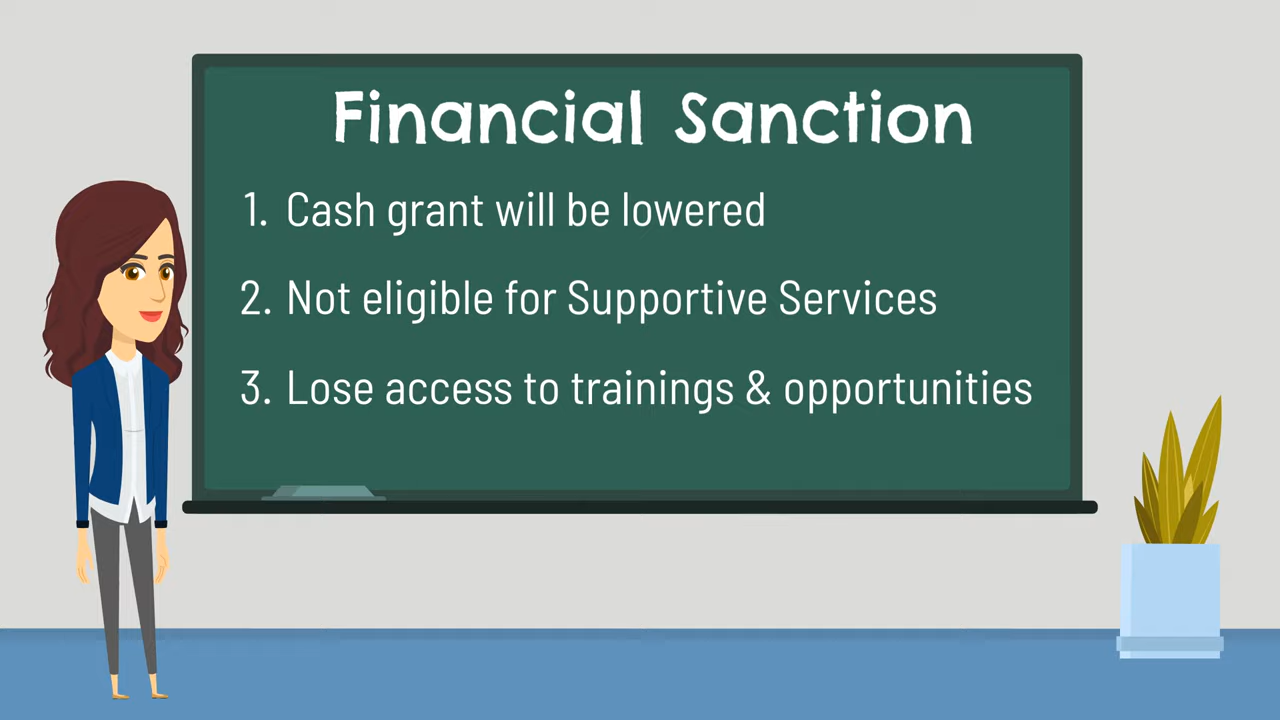 Financial Sanction
1. Cash grant will be lowered
2. Not eligible for Supportive Services
3. Lose access to trainings & opportunities